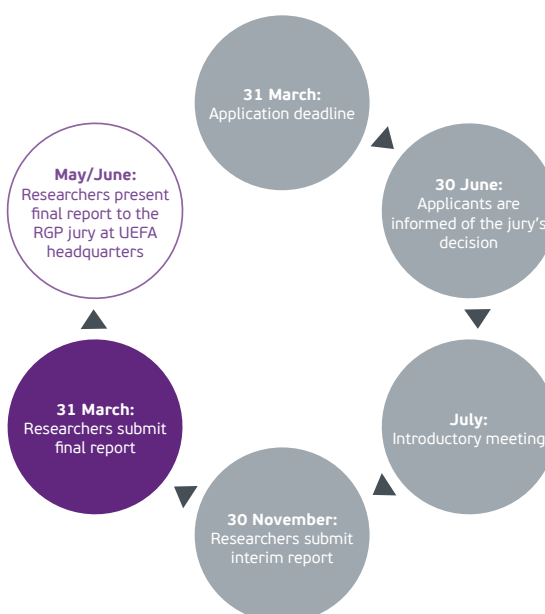 31 March:
Application deadline
30 June:
Applicants are
informed of the jury's
decision
July:
Introductory meeting
30 November:
Researchers submit
interim report
31 March:
Researchers submit
final report
May/June:
Researchers present
final report to the
RGP jury at UEFA
headquarters